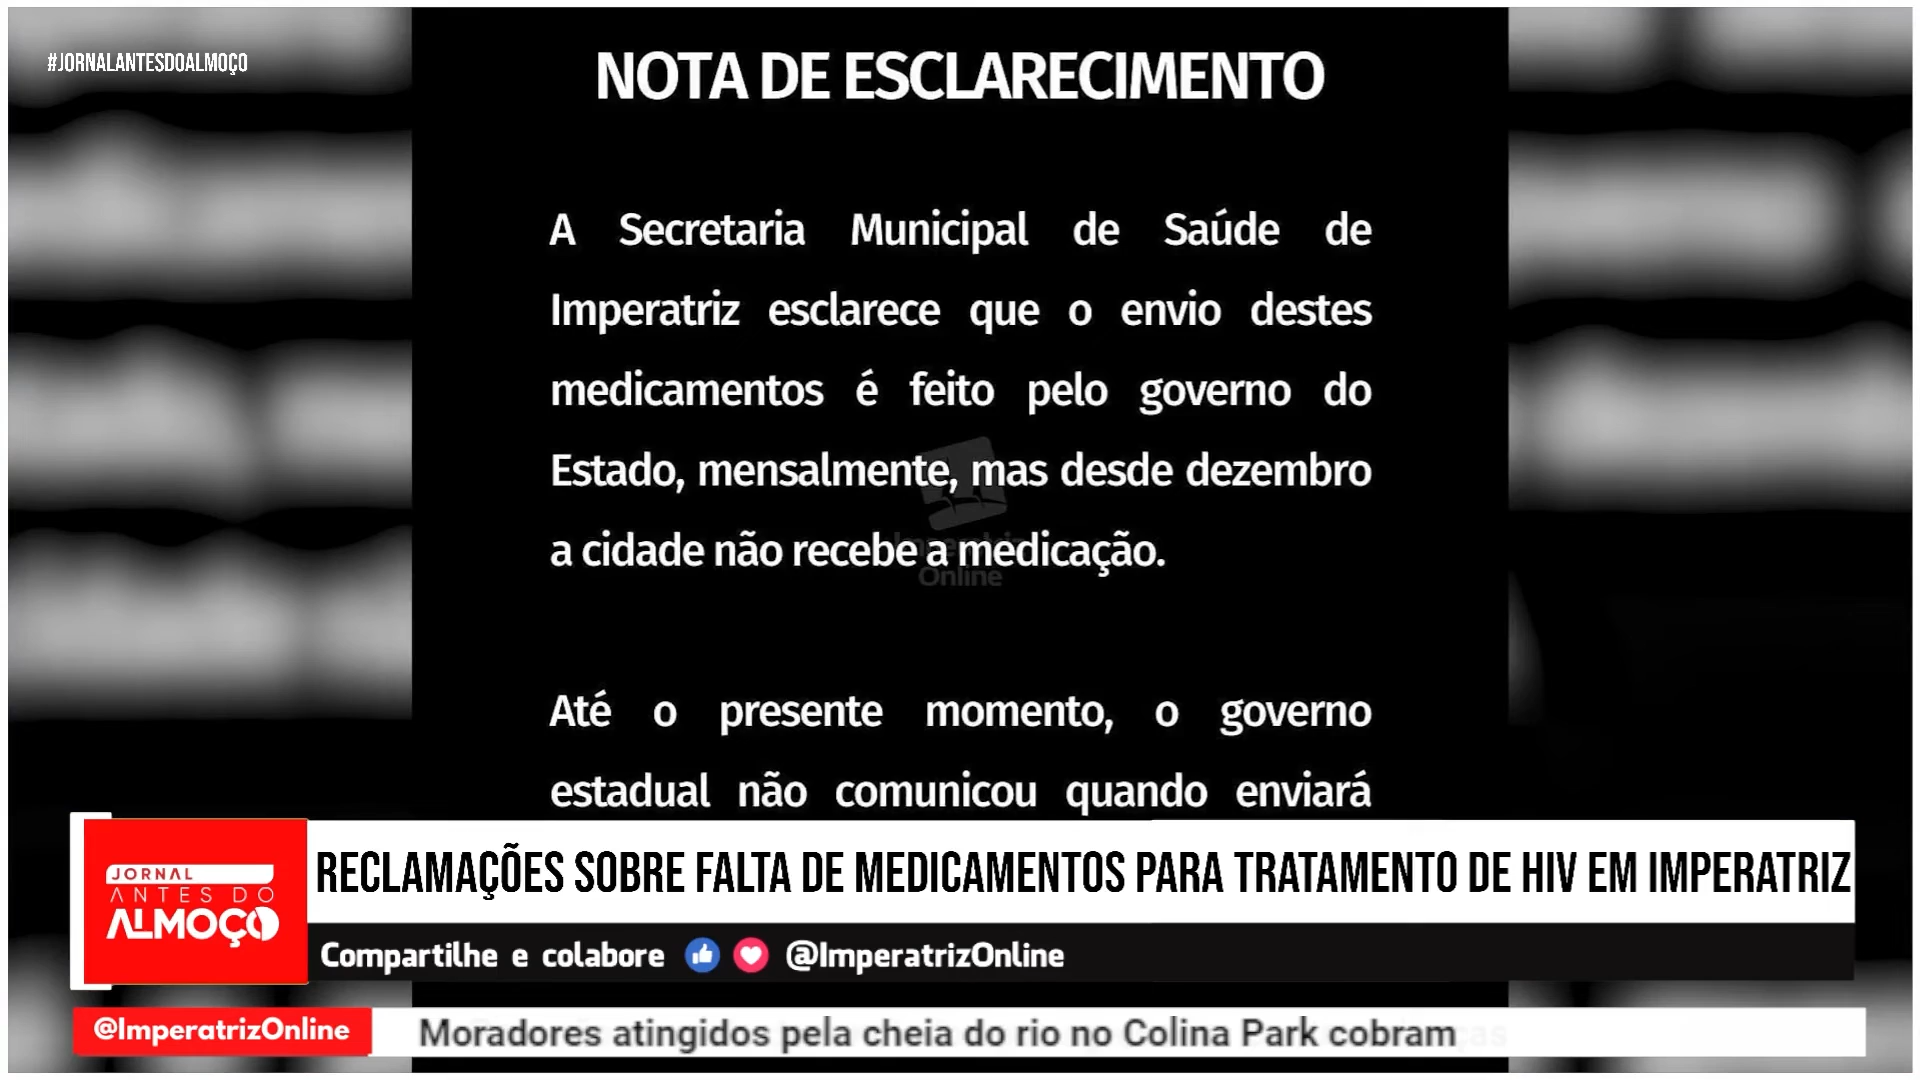 #JORNALANTESDOALMOÇO
NOTA DE ESCLARECIMENTO
A Secretaria Municipal de Saúde de
Imperatriz esclarece que o envio destes
medicamentos é feito pelo governo do
Estado, mensalmente, mas desde dezembro
a cidade não recebe a medicação.
Online
Até o presente momento, o governo
estadual não comunicou quando enviará
JORNAL
ANTES DO
ALMOÇO
RECLAMAÇÕES SOBRE FALTA DE MEDICAMENTOS PARA TRATAMENTO DE HIV EM IMPERATRIZ
Compartilhe e colabore @ImperatrizOnline
@ImperatrizOnline
Moradores atingidos pela cheia do rio no Colina Park cobram